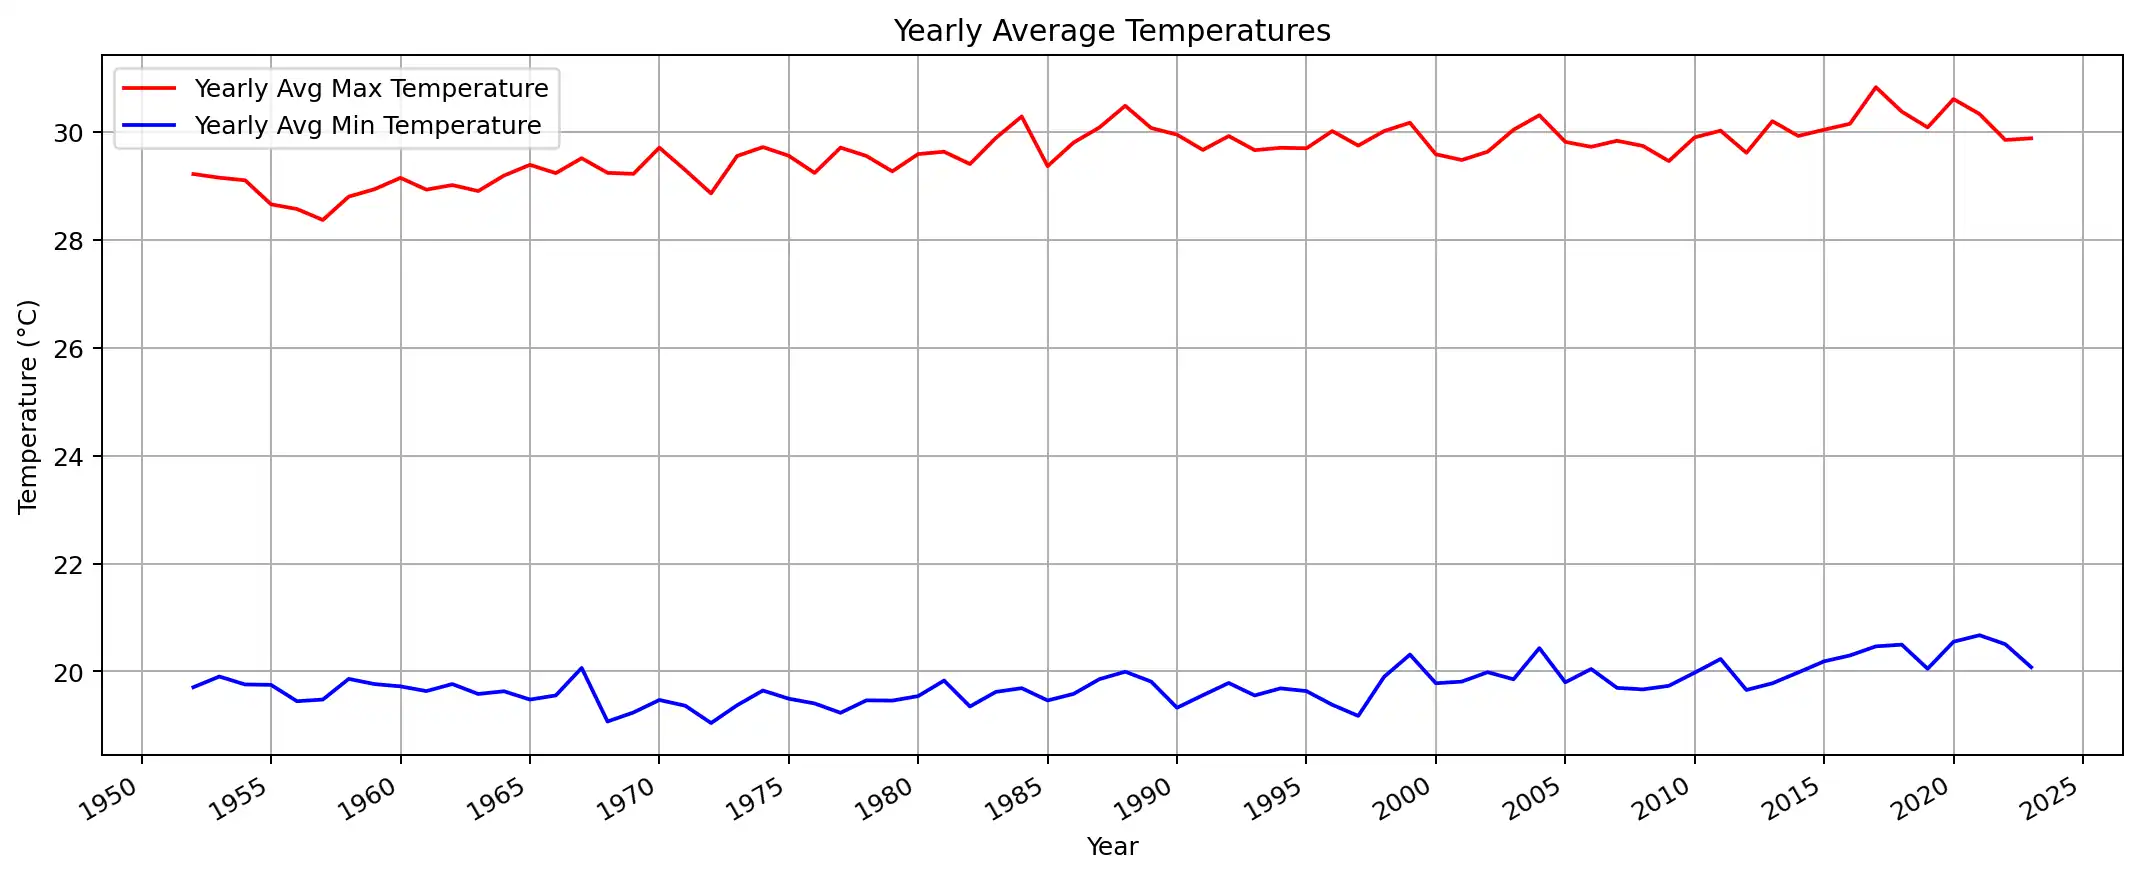 Yearly Average Temperatures
Yearly Avg Max Temperature
Yearly Avg Min Temperature
30
28
26
24
22
20
Temperature (°C)
1950 1955 1960 1965 1970 1975 1980 1985 1990 1995 2000 2005 2010 2015 2020 2025
Year